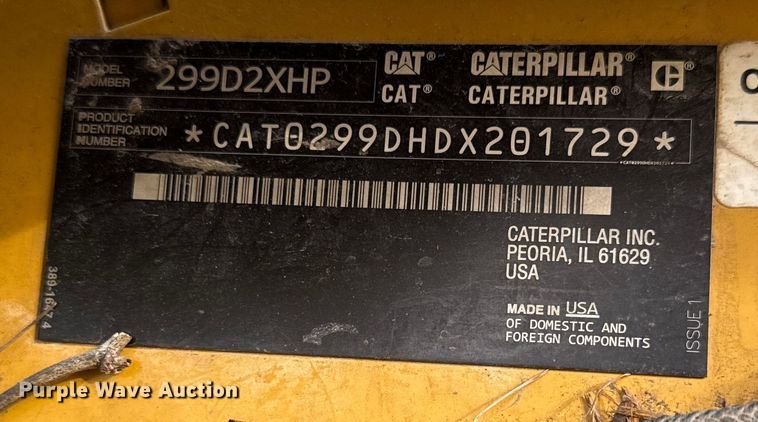 MODEL NUMBER 299D2XHP
CAT® CATERPILLAR® C
CAT® CATERPILLAR®
PRODUCT IDENTIFICATION NUMBER *CAT0299DHDX201729*
*CAT0299DHDX201729*
CATERPILLAR INC.
PEORIA, IL 61629
USA
MADE IN USA
OF DOMESTIC AND
FOREIGN COMPONENTS
ISSUE 1
Purple Wave Auction